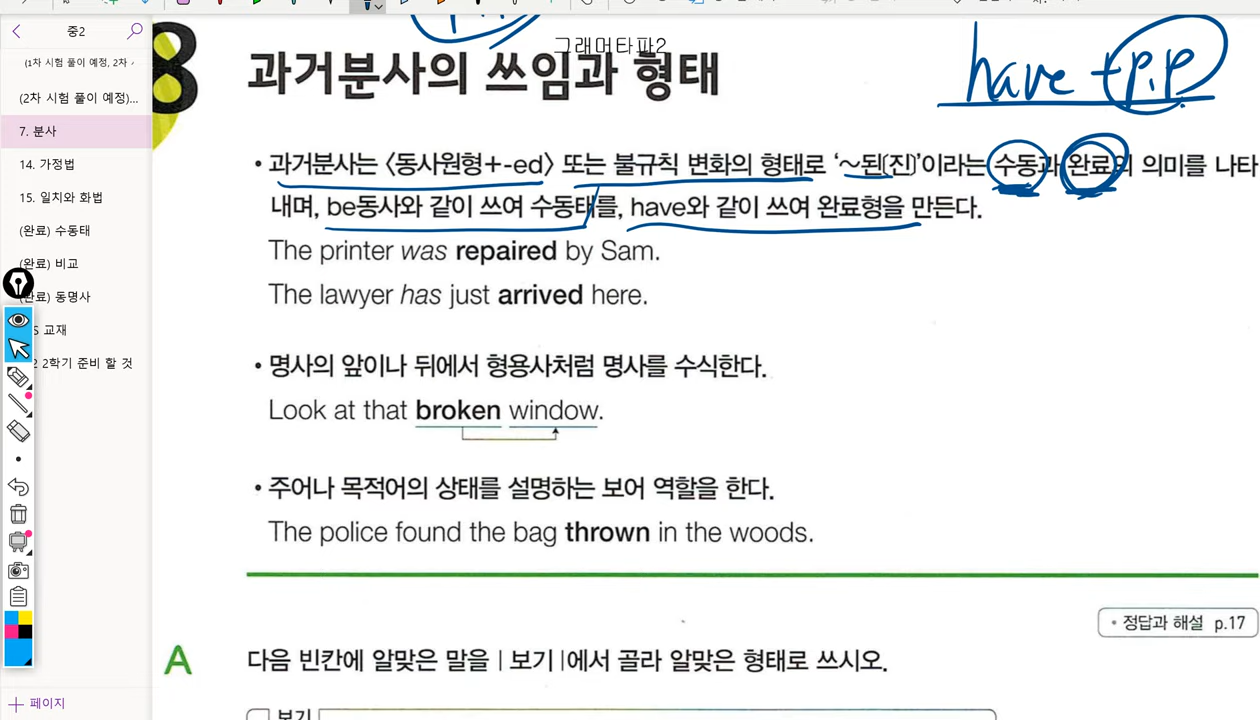 중2
(1차 시험 풀이 예정, 2차
(2차 시험 풀이 예정)...
7. 분사
14. 가정법
15. 일치와 화법
(완료) 수동태
(완료) 비교
완료) 동명사
S 교재
2 2학기 준비 할 것
페이지
그래머타파2
have + p.p
8 과거분사의 쓰임과 형태
• 과거분사는 〈동사원형+-ed〉 또는 불규칙 변화의 형태로 ‘~된[진]’이라는 수동과 완료의 의미를 나타
내며, be동사와 같이 쓰여 수동태를, have와 같이 쓰여 완료형을 만든다.
The printer was repaired by Sam.
The lawyer has just arrived here.
• 명사의 앞이나 뒤에서 형용사처럼 명사를 수식한다.
Look at that broken window.
• 주어나 목적어의 상태를 설명하는 보어 역할을 한다.
The police found the bag thrown in the woods.
• 정답과 해설 p.17
A 다음 빈칸에 알맞은 말을 | 보기 |에서 골라 알맞은 형태로 쓰시오.
보기